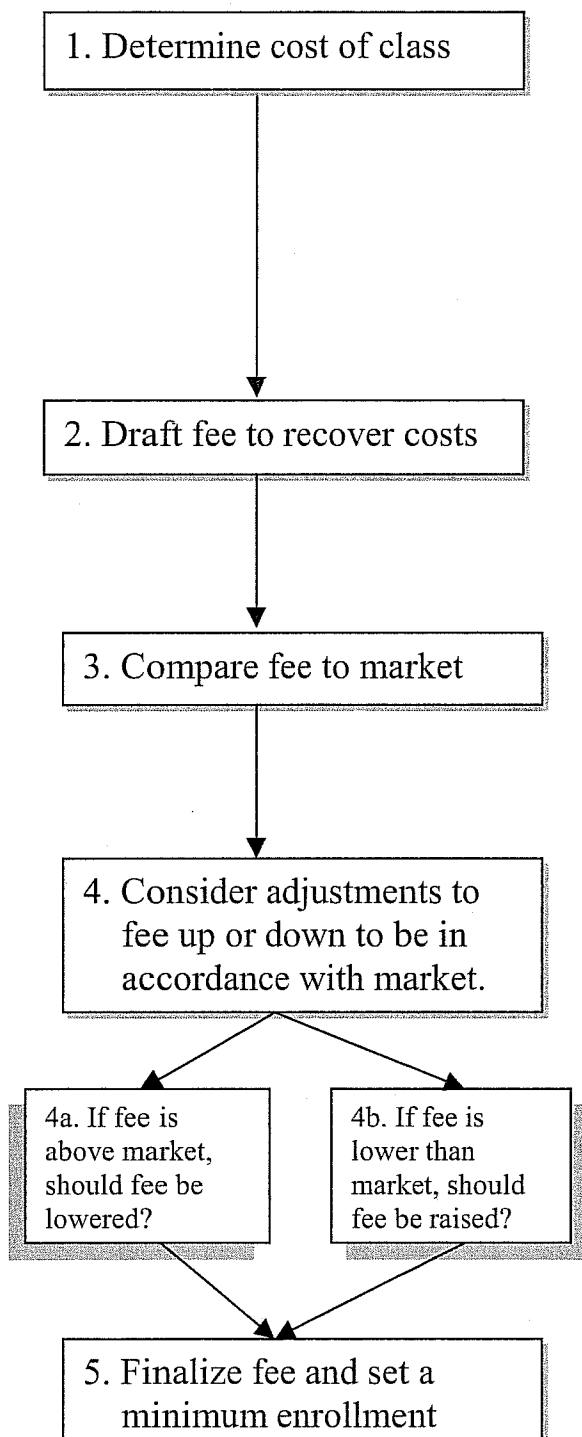 1. Determine cost of class
2. Draft fee to recover costs
3. Compare fee to market
4. Consider adjustments to
fee up or down to be in
accordance with market.
4a. If fee is
above market,
should fee be
lowered?
4b. If fee is
lower than
market, should
fee be raised?
5. Finalize fee and set a
minimum enrollment